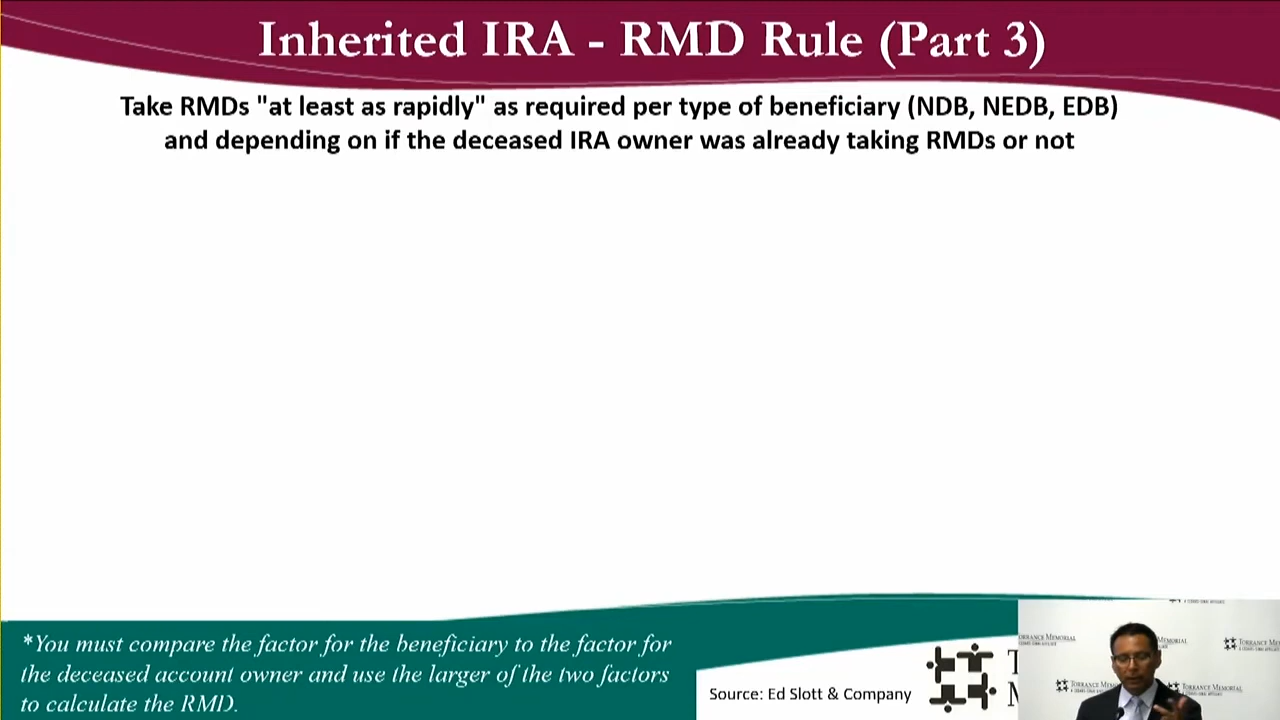 Inherited IRA - RMD Rule (Part 3)
Take RMDs "at least as rapidly" as required per type of beneficiary (NDB, NEDB, EDB)
and depending on if the deceased IRA owner was already taking RMDs or not
*You must compare the factor for the beneficiary to the factor for
the deceased account owner and use the larger of the two factors
to calculate the RMD.
Source: Ed Slott & Company
T
M
TORRANCE MEMORIAL